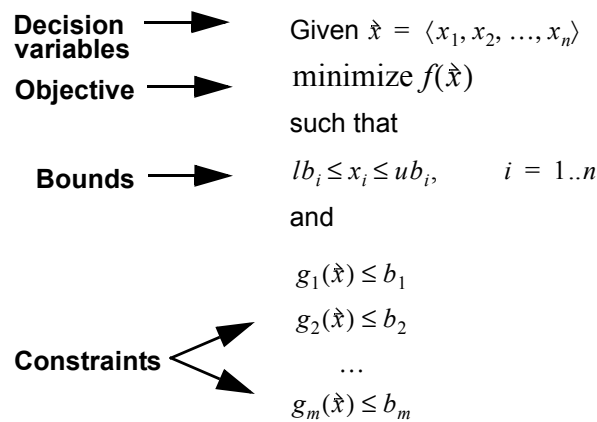 Decision variables Given x⃗ = ⟨x₁, x₂, …, xₙ⟩
Objective minimize f(x⃗)
such that
Bounds lbᵢ ≤ xᵢ ≤ ubᵢ, i = 1..n
and
g₁(x⃗) ≤ b₁
g₂(x⃗) ≤ b₂
Constraints …
gₘ(x⃗) ≤ bₘ